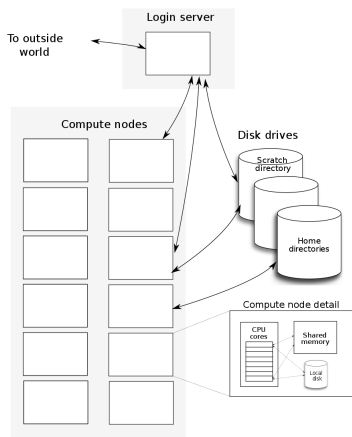 Login server
To outside
world
Compute nodes
Disk drives
Scratch
directory
Home
directories
Compute node detail
CPU
cores
Shared
memory
Local
disk